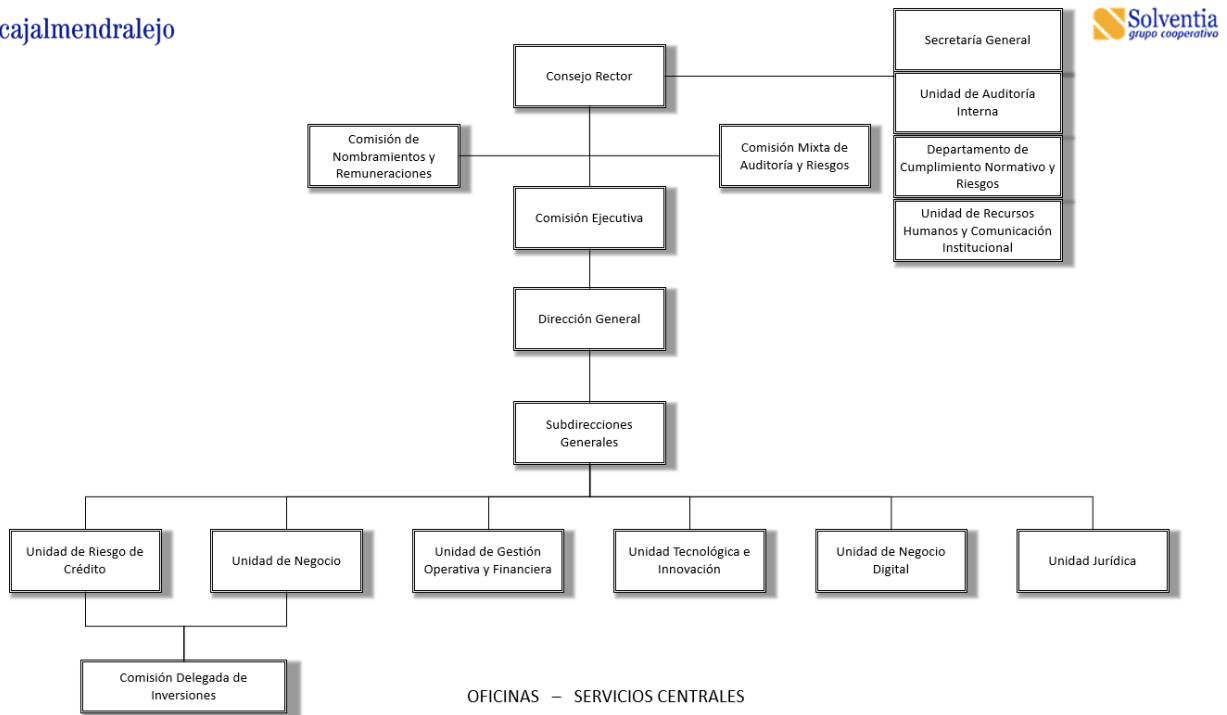 cajalmendralejo
Solventia
grupo cooperativo
Secretaría General
Consejo Rector
Unidad de Auditoría
Interna
Comisión de
Nombramientos y
Remuneraciones
Comisión Mixta de
Auditoría y Riesgos
Departamento de
Cumplimiento Normativo y
Riesgos
Comisión Ejecutiva
Unidad de Recursos
Humanos y Comunicación
Institucional
Dirección General
Subdirecciones
Generales
Unidad de Riesgo de
Crédito
Unidad de Negocio
Unidad de Gestión
Operativa y Financiera
Unidad Tecnológica e
Innovación
Unidad de Negocio
Digital
Unidad Jurídica
Comisión Delegada de
Inversiones
OFICINAS – SERVICIOS CENTRALES